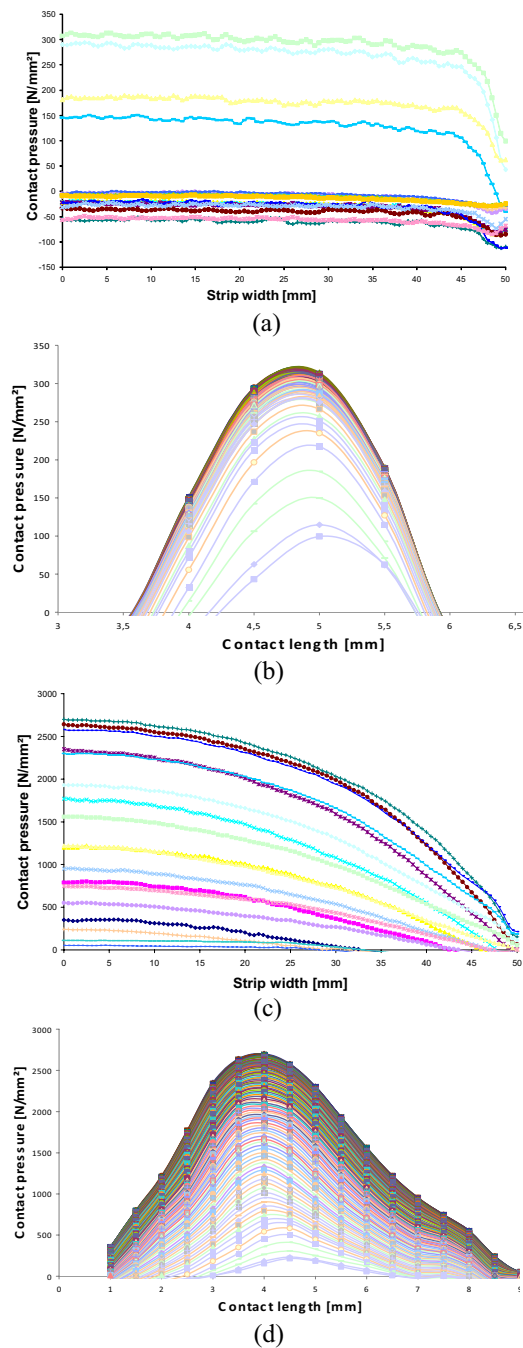 350
300
250
200
150
100
50
0
-50
-100
-150
Contact pressure [N/mm²]
0 5 10 15 20 25 30 35 40 45 50
Strip width [mm]
(a)
350
300
250
200
150
100
50
0
Contact pressure [N/mm²]
3 3,5 4 4,5 5 5,5 6 6,5
Contact length [mm]
(b)
3000
2500
2000
1500
1000
500
0
Contact pressure [N/mm²]
0 5 10 15 20 25 30 35 40 45 50
Strip width [mm]
(c)
3000
2500
2000
1500
1000
500
0
Contact pressure [N/mm²]
0 1 2 3 4 5 6 7 8 9
Contact length [mm]
(d)